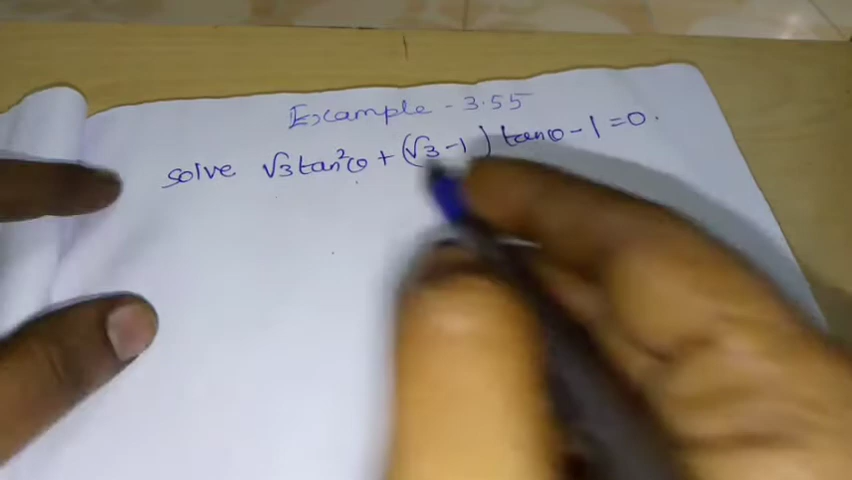 Example - 3.55
solve √3 tan²θ + (√3 - 1) tanθ - 1 = 0.